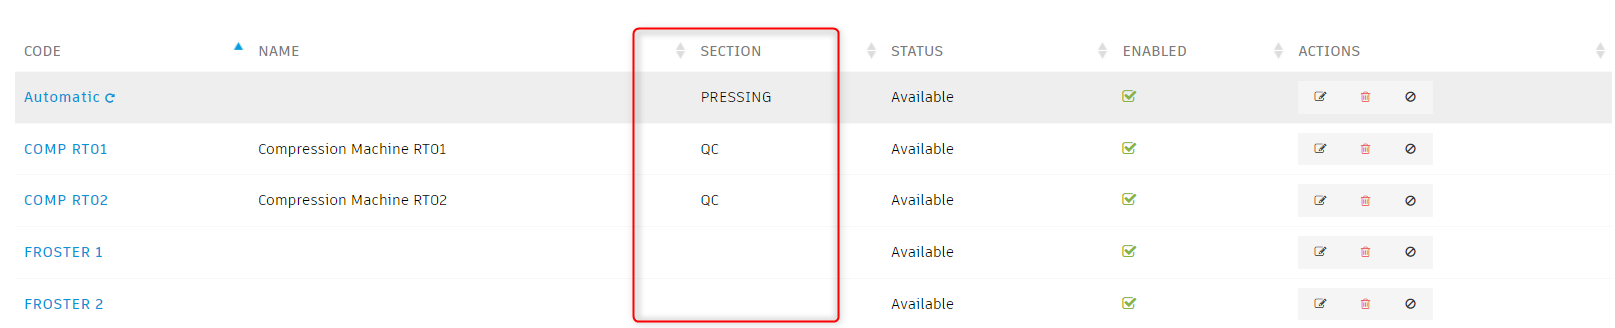 CODE NAME SECTION STATUS ENABLED ACTIONS
Automatic PRESSING Available
COMP RT01 Compression Machine RT01 QC Available
COMP RT02 Compression Machine RT02 QC Available
FROSTER 1 Available
FROSTER 2 Available